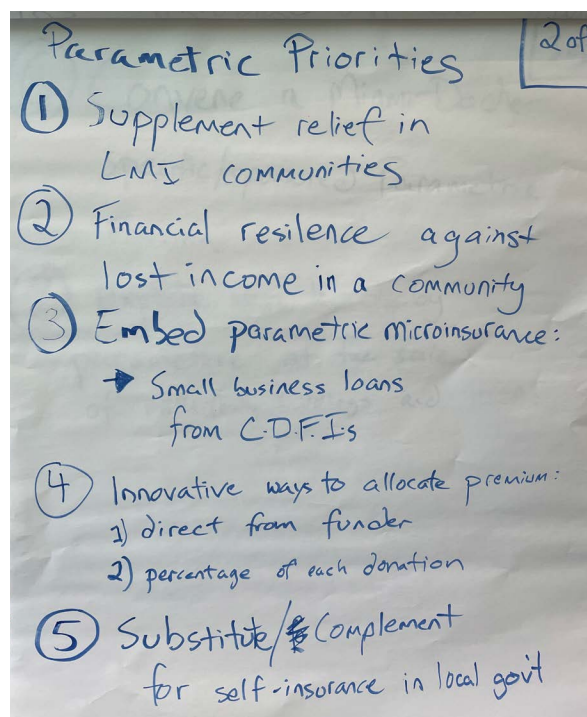 Parametric Priorities
2 of
1 Supplement relief in
LMI communities
2 Financial resilence against
lost income in a community
3 Embed parametric microinsurance:
→ Small business loans
from C.D.F.I.s
4 Innovative ways to allocate premium:
1) direct from funder
2) percentage of each donation
5 Substitute/Complement
for self-insurance in local gov't